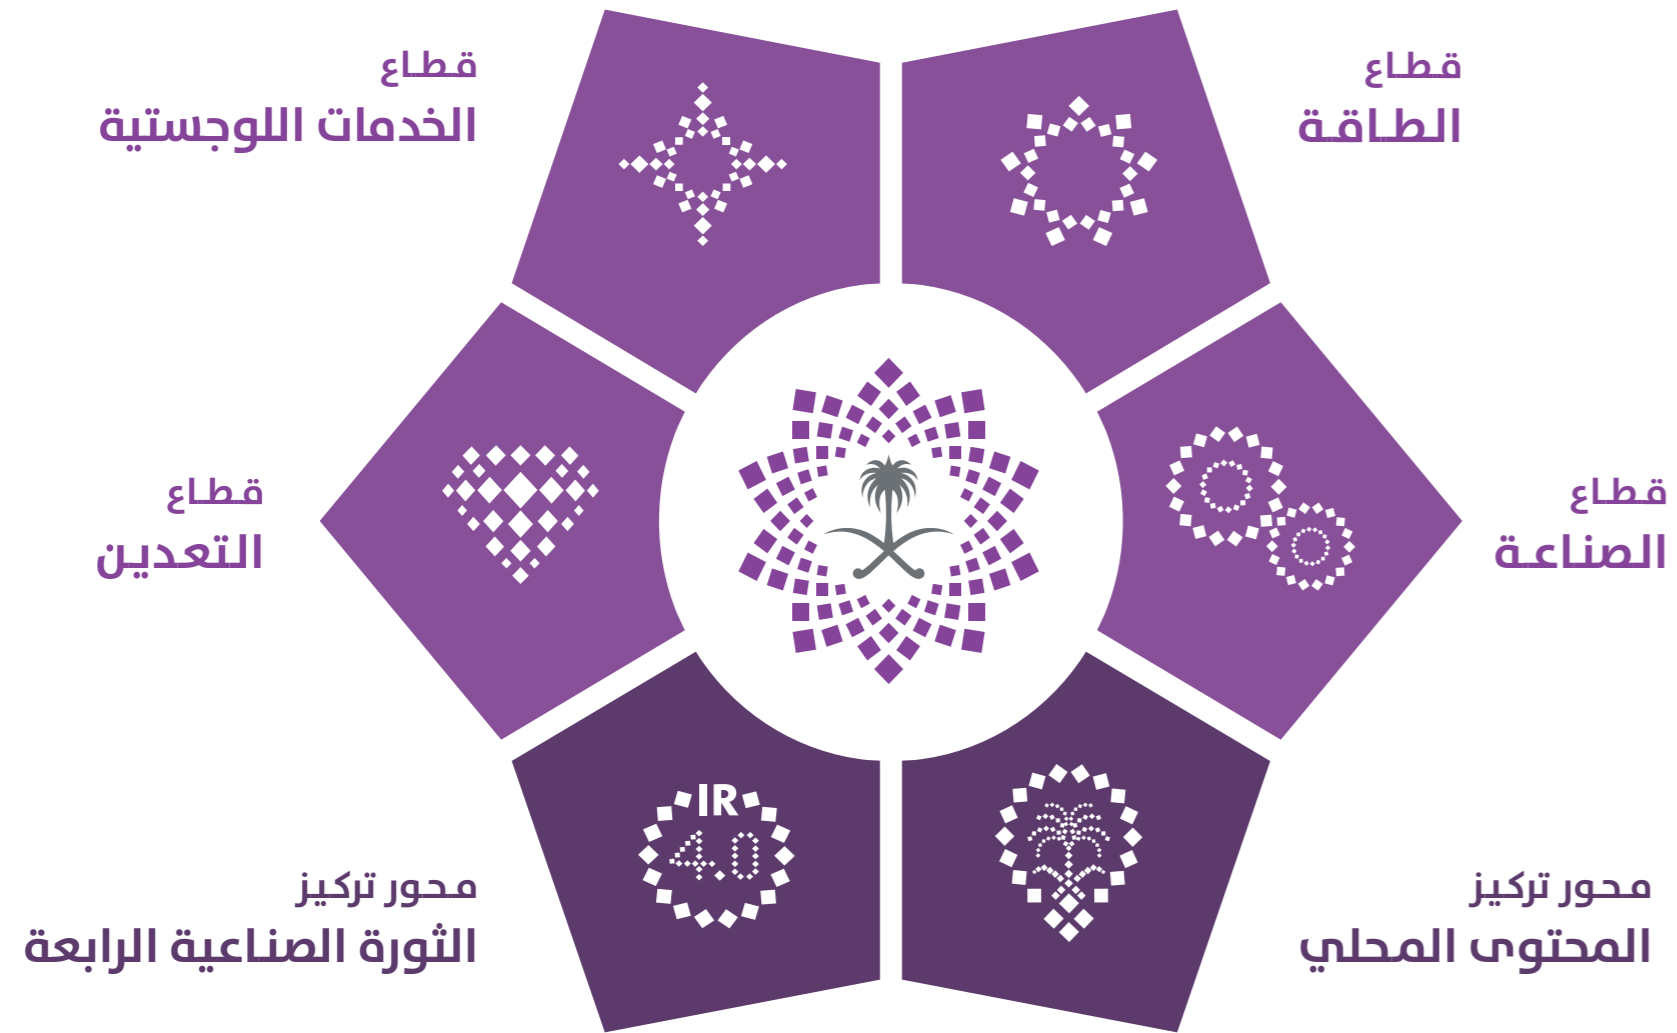 قطاع
الطاقة
قطاع
الخدمات اللوجستية
قطاع
الصناعة
قطاع
التعدين
محور تركيز
المحتوى المحلي
محور تركيز
الثورة الصناعية الرابعة
IR
4.0